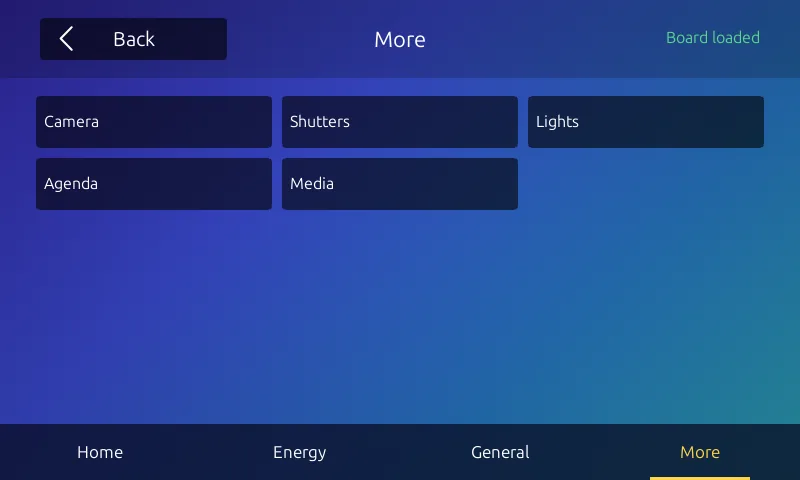 Back
More
Board loaded
Camera
Shutters
Lights
Agenda
Media
Home
Energy
General
More